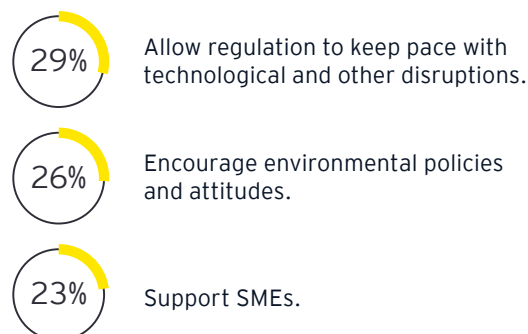 29%
Allow regulation to keep pace with
technological and other disruptions.
26%
Encourage environmental policies
and attitudes.
23%
Support SMEs.